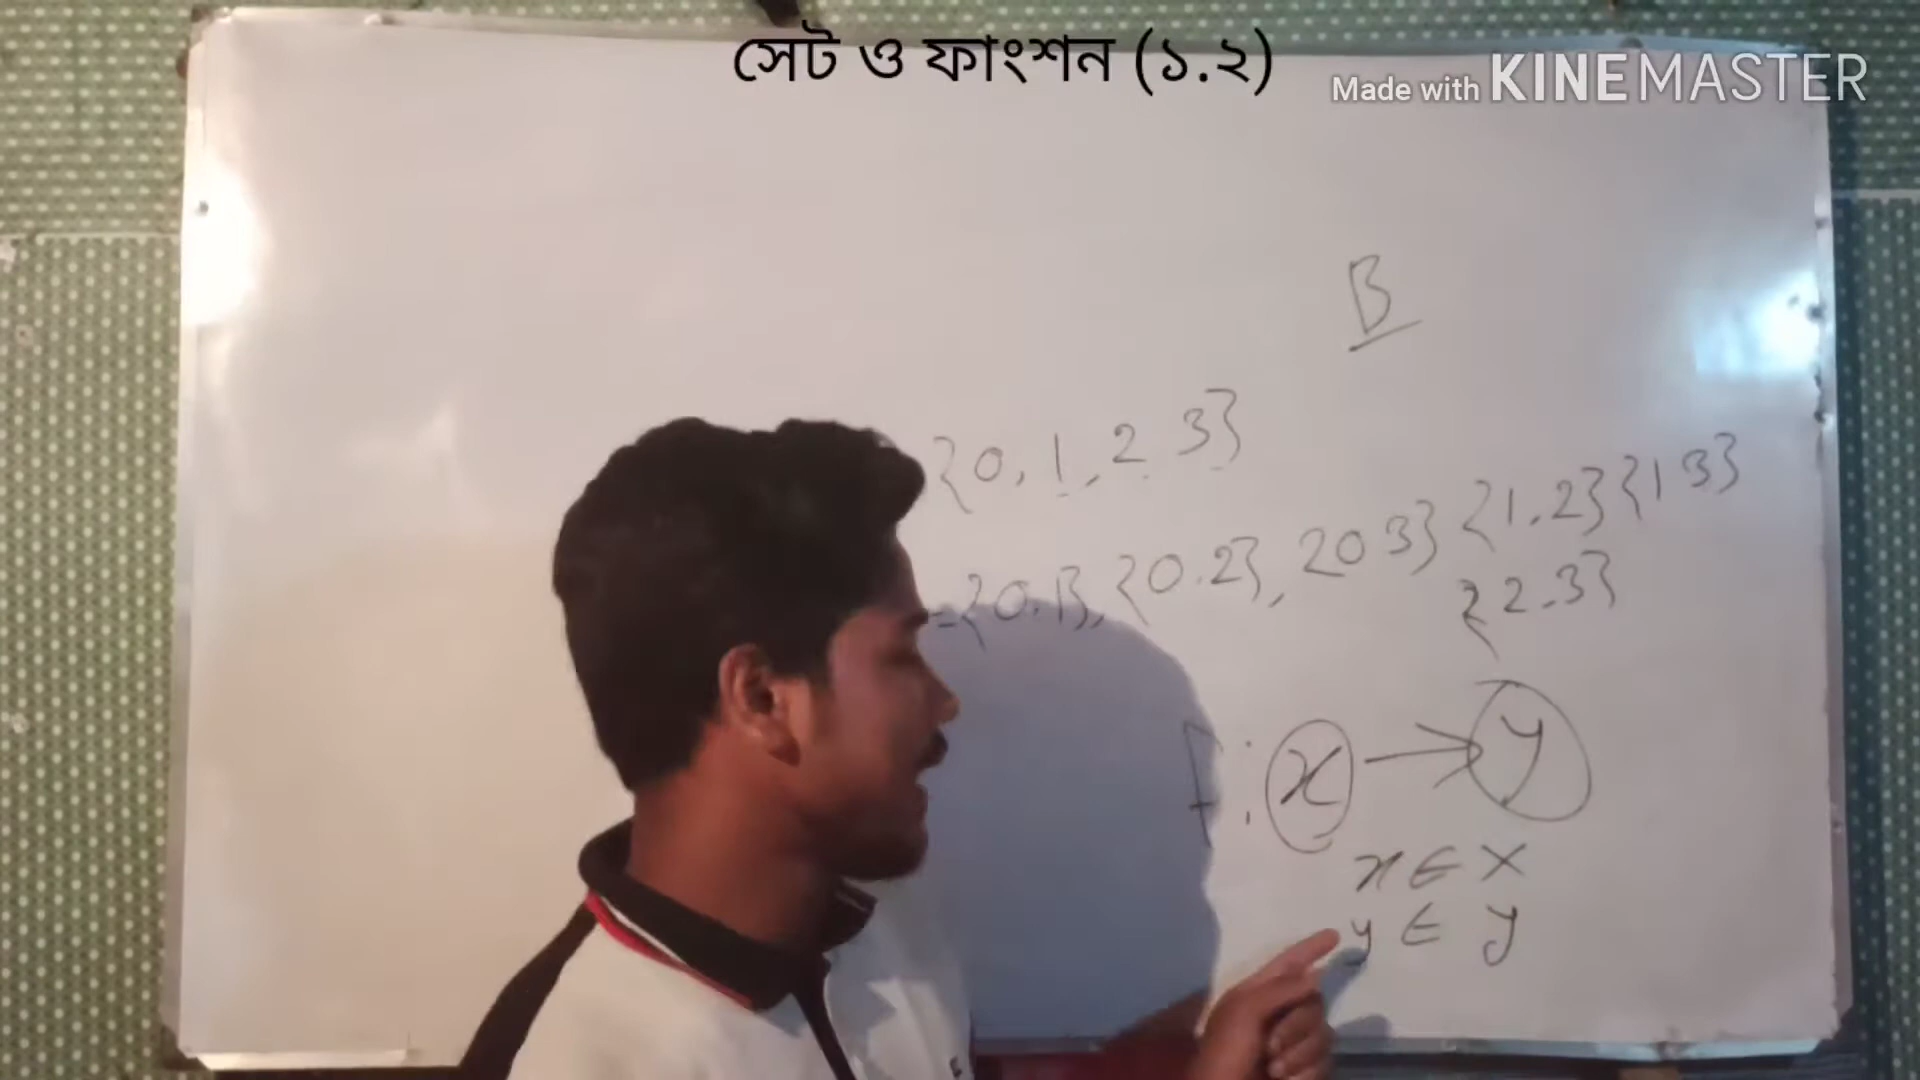 সেট ও ফাংশন (১.২)
Made with KINEMASTER
B
{0, 1, 2 3}
={0.1}, {0.2}, {0 3} {1.2} {1 3}
{2.3}
F: x → y
x ∈ X
y ∈ y